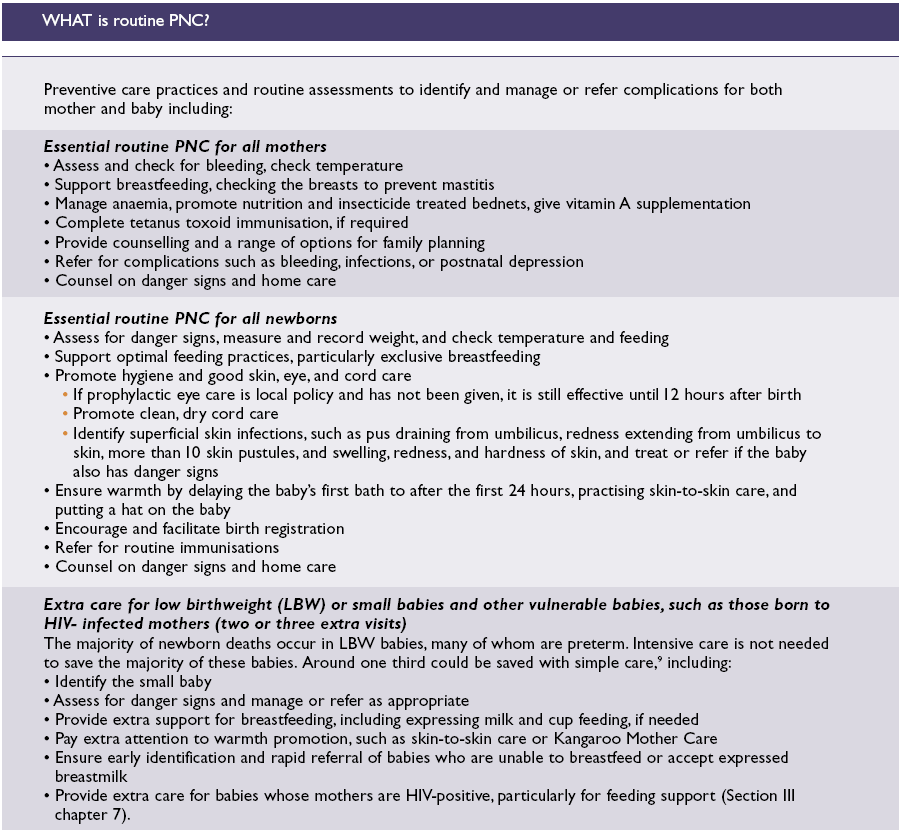 WHAT is routine PNC?
Preventive care practices and routine assessments to identify and manage or refer complications for both
mother and baby including:
Essential routine PNC for all mothers
• Assess and check for bleeding, check temperature
• Support breastfeeding, checking the breasts to prevent mastitis
• Manage anaemia, promote nutrition and insecticide treated bednets, give vitamin A supplementation
• Complete tetanus toxoid immunisation, if required
• Provide counselling and a range of options for family planning
• Refer for complications such as bleeding, infections, or postnatal depression
• Counsel on danger signs and home care
Essential routine PNC for all newborns
• Assess for danger signs, measure and record weight, and check temperature and feeding
• Support optimal feeding practices, particularly exclusive breastfeeding
• Promote hygiene and good skin, eye, and cord care
• If prophylactic eye care is local policy and has not been given, it is still effective until 12 hours after birth
• Promote clean, dry cord care
• Identify superficial skin infections, such as pus draining from umbilicus, redness extending from umbilicus to
skin, more than 10 skin pustules, and swelling, redness, and hardness of skin, and treat or refer if the baby
also has danger signs
• Ensure warmth by delaying the baby's first bath to after the first 24 hours, practising skin-to-skin care, and
putting a hat on the baby
• Encourage and facilitate birth registration
• Refer for routine immunisations
• Counsel on danger signs and home care
Extra care for low birthweight (LBW) or small babies and other vulnerable babies, such as those born to
HIV- infected mothers (two or three extra visits)
The majority of newborn deaths occur in LBW babies, many of whom are preterm. Intensive care is not needed
to save the majority of these babies. Around one third could be saved with simple care,⁹ including:
• Identify the small baby
• Assess for danger signs and manage or refer as appropriate
• Provide extra support for breastfeeding, including expressing milk and cup feeding, if needed
• Pay extra attention to warmth promotion, such as skin-to-skin care or Kangaroo Mother Care
• Ensure early identification and rapid referral of babies who are unable to breastfeed or accept expressed
breastmilk
• Provide extra care for babies whose mothers are HIV-positive, particularly for feeding support (Section III
chapter 7).